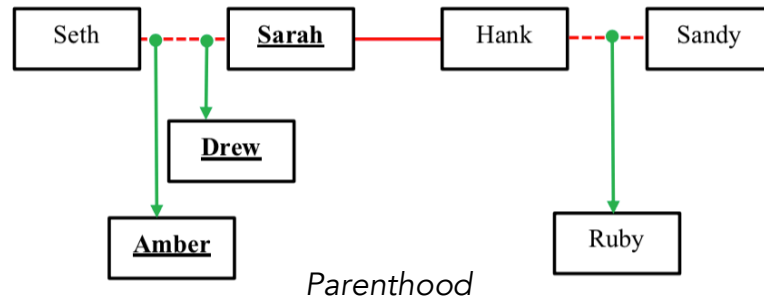 Seth
Sarah
Hank
Sandy
Drew
Amber
Ruby
Parenthood